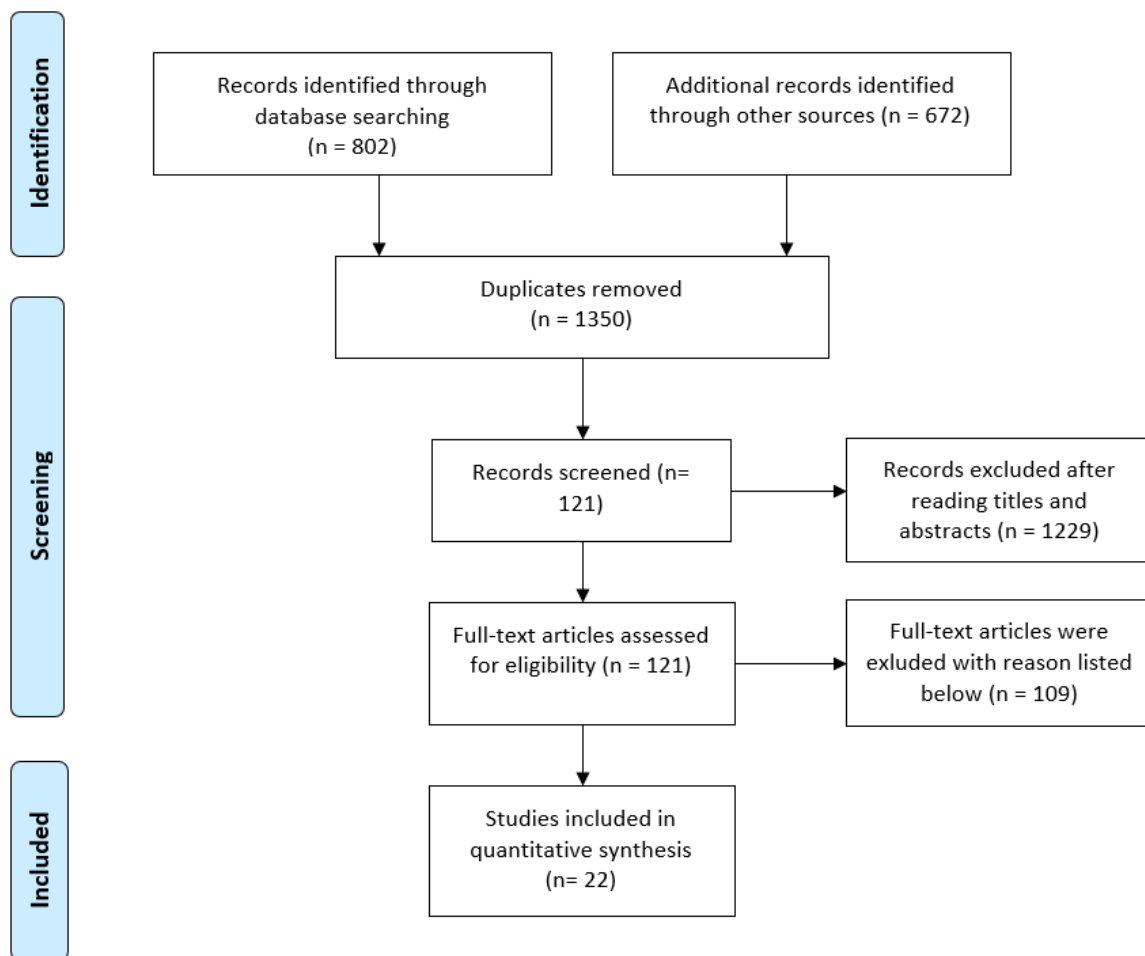 Identification
Records identified through
database searching
(n = 802)
Additional records identified
through other sources (n = 672)
Duplicates removed
(n = 1350)
Screening
Records screened (n=
121)
Records excluded after
reading titles and
abstracts (n = 1229)
Full-text articles assessed
for eligibility (n = 121)
Full-text articles were
exluded with reason listed
below (n = 109)
Included
Studies included in
quantitative synthesis
(n= 22)